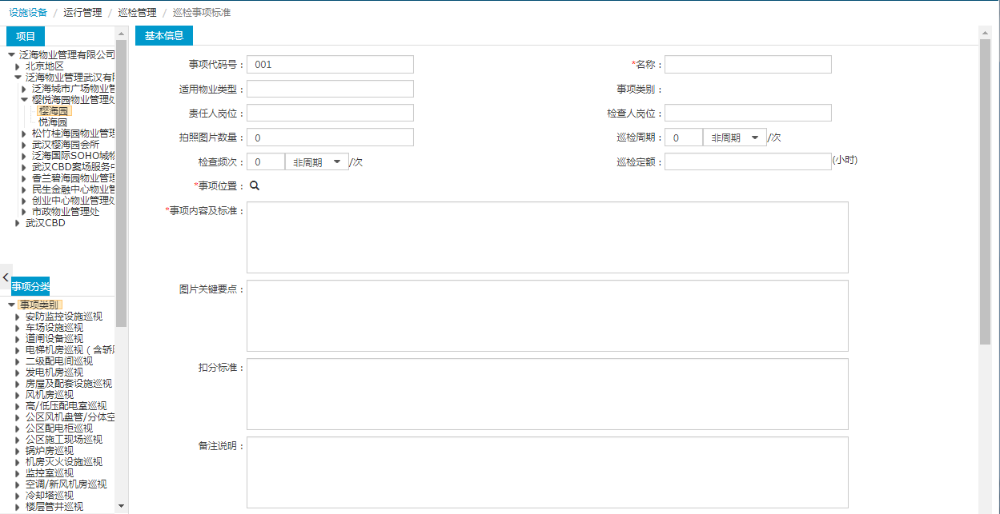 设施设备 / 运行管理 / 巡检管理 / 巡检事项标准
项目
泛海物业管理有限公司
北京地区
泛海物业管理武汉有
泛海城市广场物业管
樱悦海园物业管理处
樱海园
悦海园
松竹桂海园物业管理
武汉樱海园会所
泛海国际SOHO城物
武汉CBD案场服务
香兰碧海园物业管理
民生金融中心物业管
创业中心物业管理处
市政物业管理处
武汉CBD
事项分类
事项类别
安防监控设施巡视
车场设施巡视
道闸设备巡视
电梯机房巡视（含轿
二级配电间巡视
发电机房巡视
房屋及配套设施巡视
风机房巡视
高/低压配电室巡视
公区风机盘管/分体空
公区配电柜巡视
公区施工现场巡视
锅炉房巡视
机房灭火设施巡视
监控室巡视
空调/新风机房巡视
冷却塔巡视
楼层管井巡视
基本信息
事项代码号： 001 *名称：
适用物业类型： 事项类别：
责任人岗位： 检查人岗位：
拍照图片数量： 0 巡检周期： 0 非周期 /次
检查频次： 0 非周期 /次 巡检定额： (小时)
*事项位置：
*事项内容及标准：
图片关键要点：
扣分标准：
备注说明：